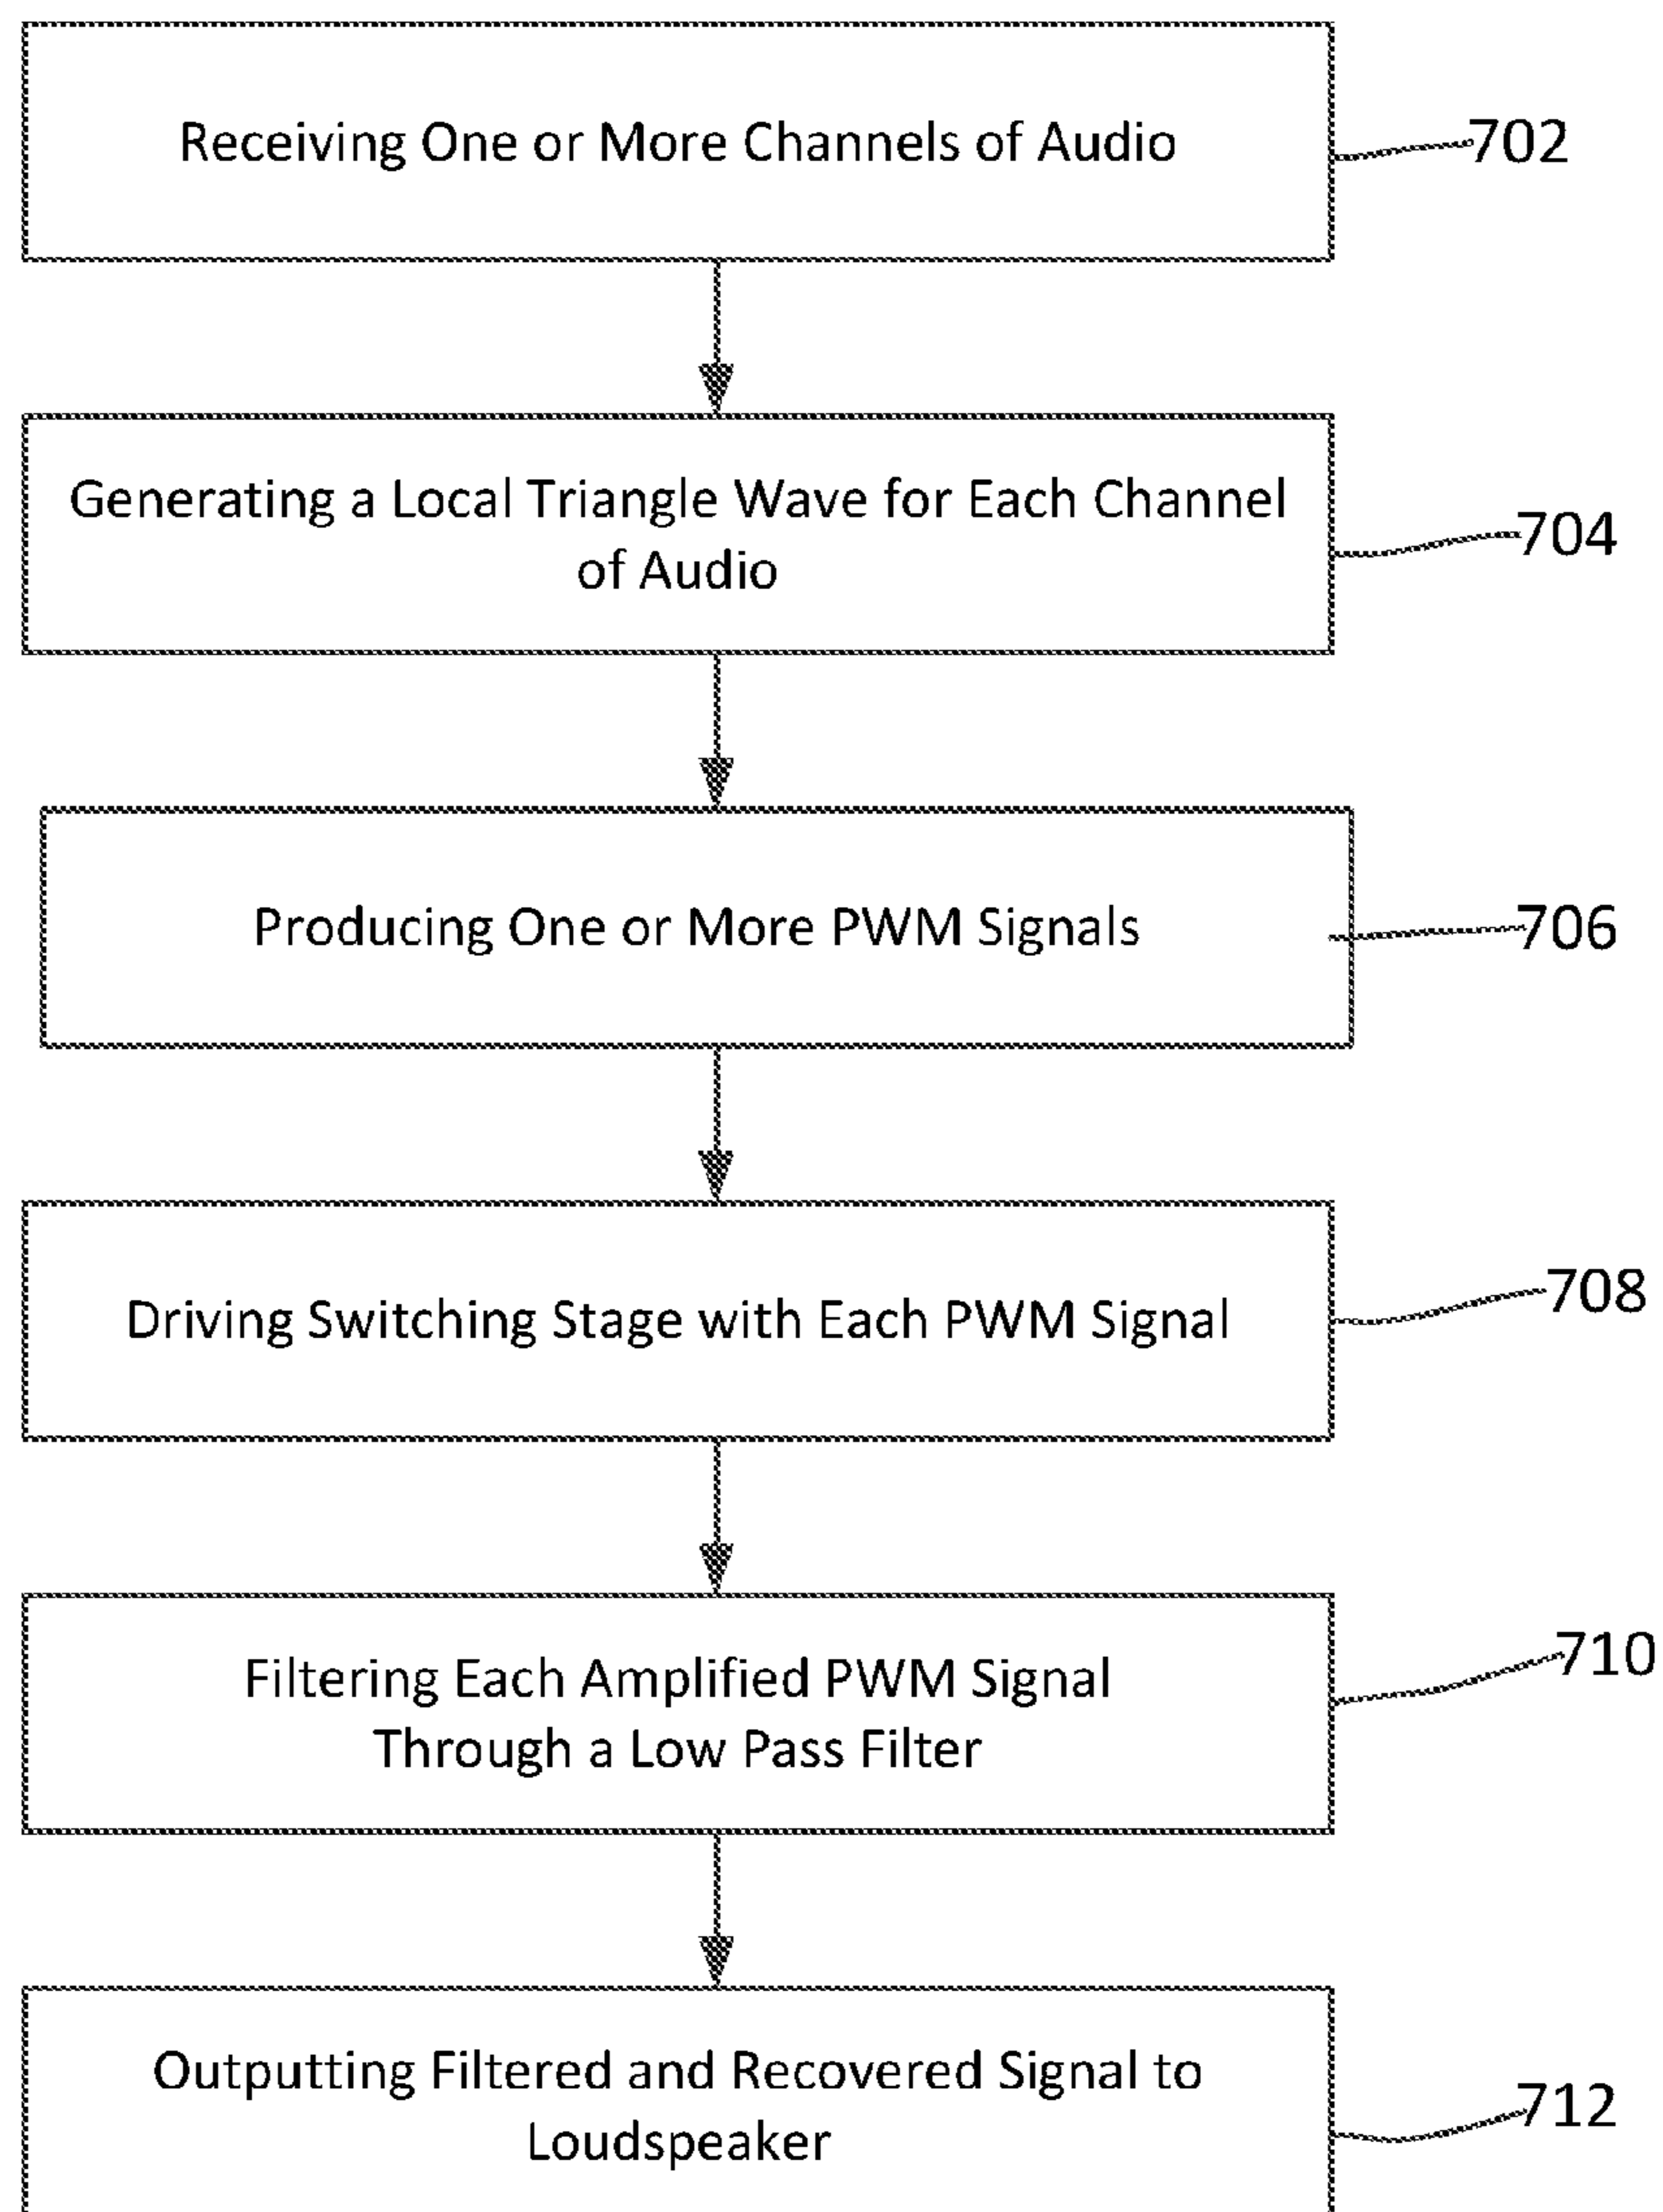 Receiving One or More Channels of Audio
702
Generating a Local Triangle Wave for Each Channel
of Audio
704
Producing One or More PWM Signals
706
Driving Switching Stage with Each PWM Signal
708
Filtering Each Amplified PWM Signal
Through a Low Pass Filter
710
Outputting Filtered and Recovered Signal to
Loudspeaker
712